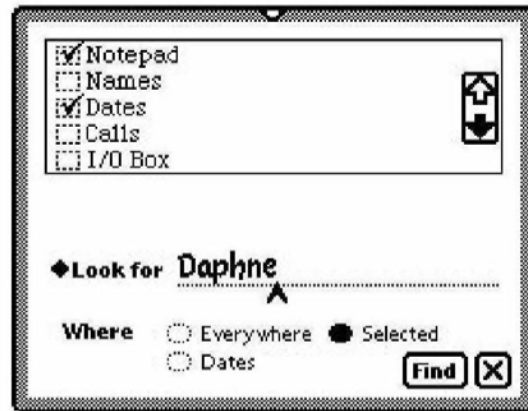 Notepad
Names
Dates
Calls
I/O Box
Look for Daphne
Where Everywhere Selected
Dates
Find